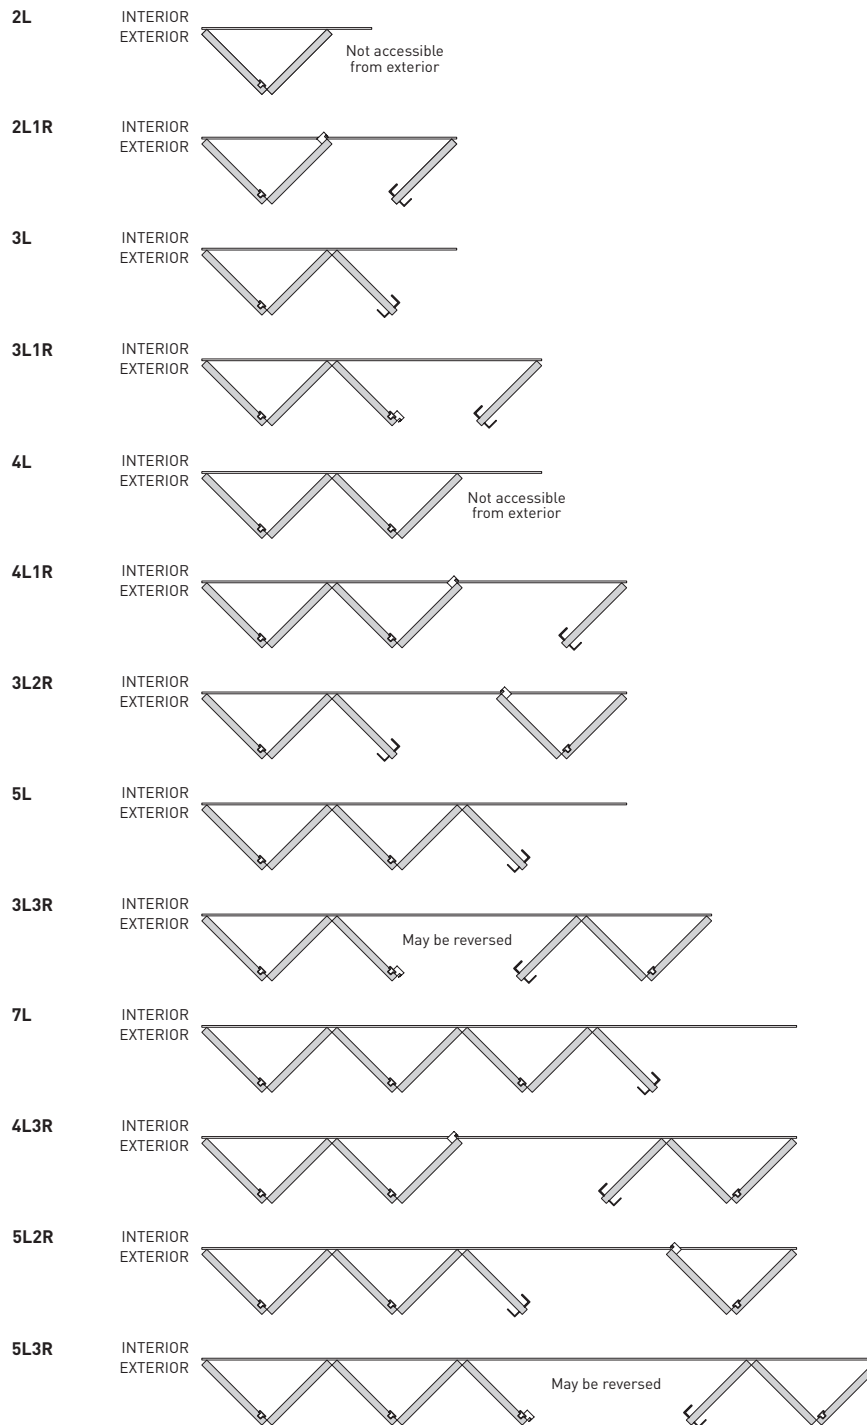 2L INTERIOR
EXTERIOR
Not accessible
from exterior
2L1R INTERIOR
EXTERIOR
3L INTERIOR
EXTERIOR
3L1R INTERIOR
EXTERIOR
4L INTERIOR
EXTERIOR
Not accessible
from exterior
4L1R INTERIOR
EXTERIOR
3L2R INTERIOR
EXTERIOR
5L INTERIOR
EXTERIOR
3L3R INTERIOR
EXTERIOR
May be reversed
7L INTERIOR
EXTERIOR
4L3R INTERIOR
EXTERIOR
5L2R INTERIOR
EXTERIOR
5L3R INTERIOR
EXTERIOR
May be reversed